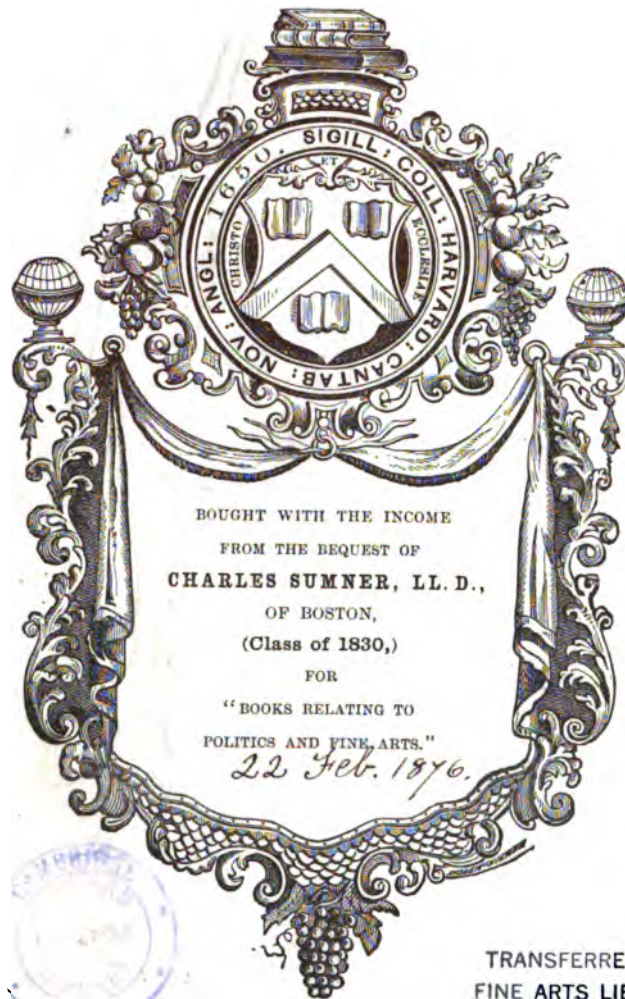 SIGILL: COLL: HARVARD: CANTAB: NOV: ANGL: 1650.
ET
CHRISTO
ECCLESIAE
BOUGHT WITH THE INCOME
FROM THE BEQUEST OF
CHARLES SUMNER, LL. D.,
OF BOSTON,
(Class of 1830,)
FOR
"BOOKS RELATING TO
POLITICS AND FINE ARTS."
22 Feb. 1876.
TRANSFERRE
FINE ARTS LIB